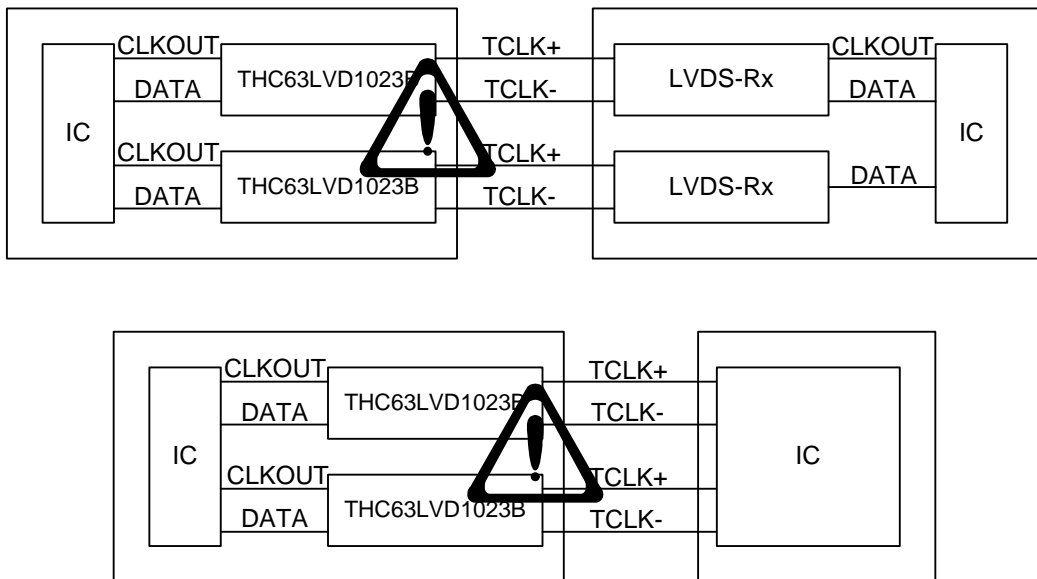 CLKOUT TCLK+ CLKOUT
THC63LVD1023B LVDS-Rx
DATA TCLK- DATA
IC IC
CLKOUT TCLK+
THC63LVD1023B LVDS-Rx DATA
DATA TCLK-
CLKOUT TCLK+
THC63LVD1023B
DATA TCLK-
IC IC
CLKOUT TCLK+
THC63LVD1023B
DATA TCLK-